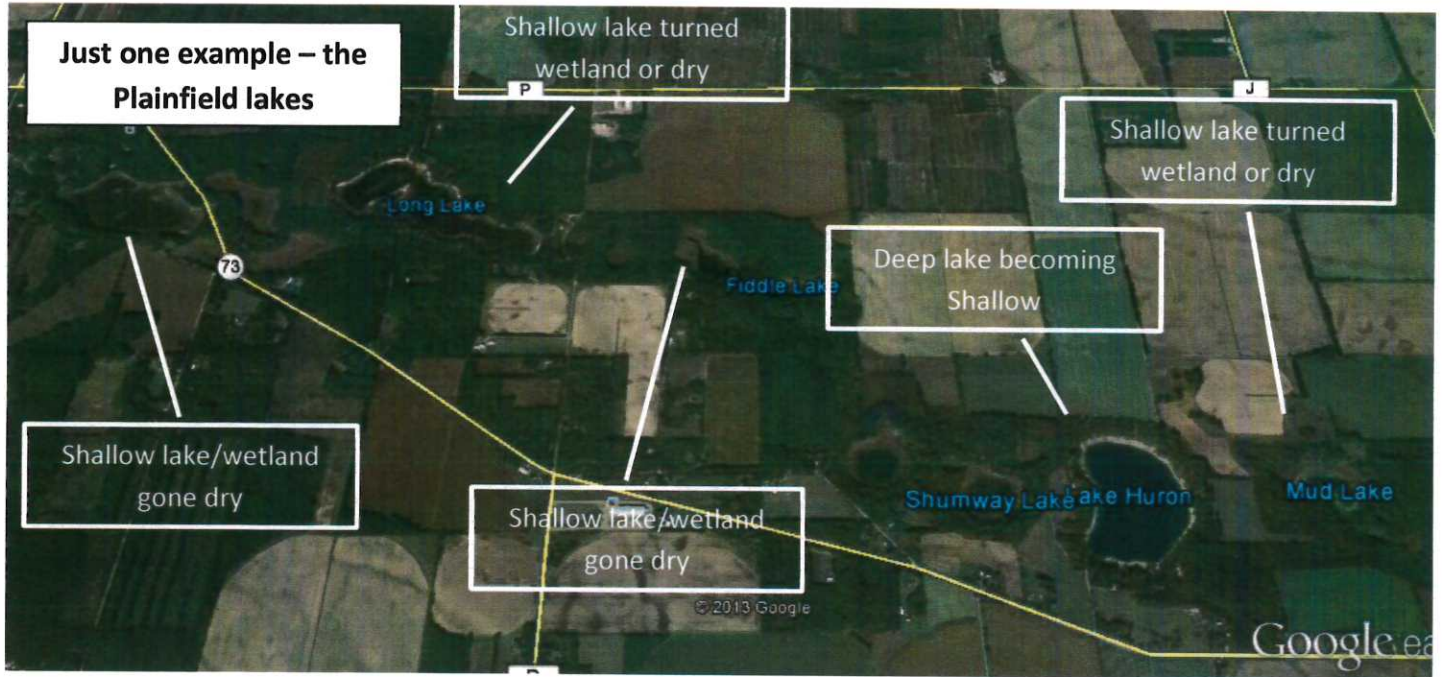 Just one example – the
Plainfield lakes
Shallow lake turned
wetland or dry
P
J
Shallow lake turned
wetland or dry
Long Lake
73
Deep lake becoming
Shallow
Fiddle Lake
Shallow lake/wetland
gone dry
Shumway Lake
Lake Huron
Mud Lake
Shallow lake/wetland
gone dry
© 2013 Google
Google